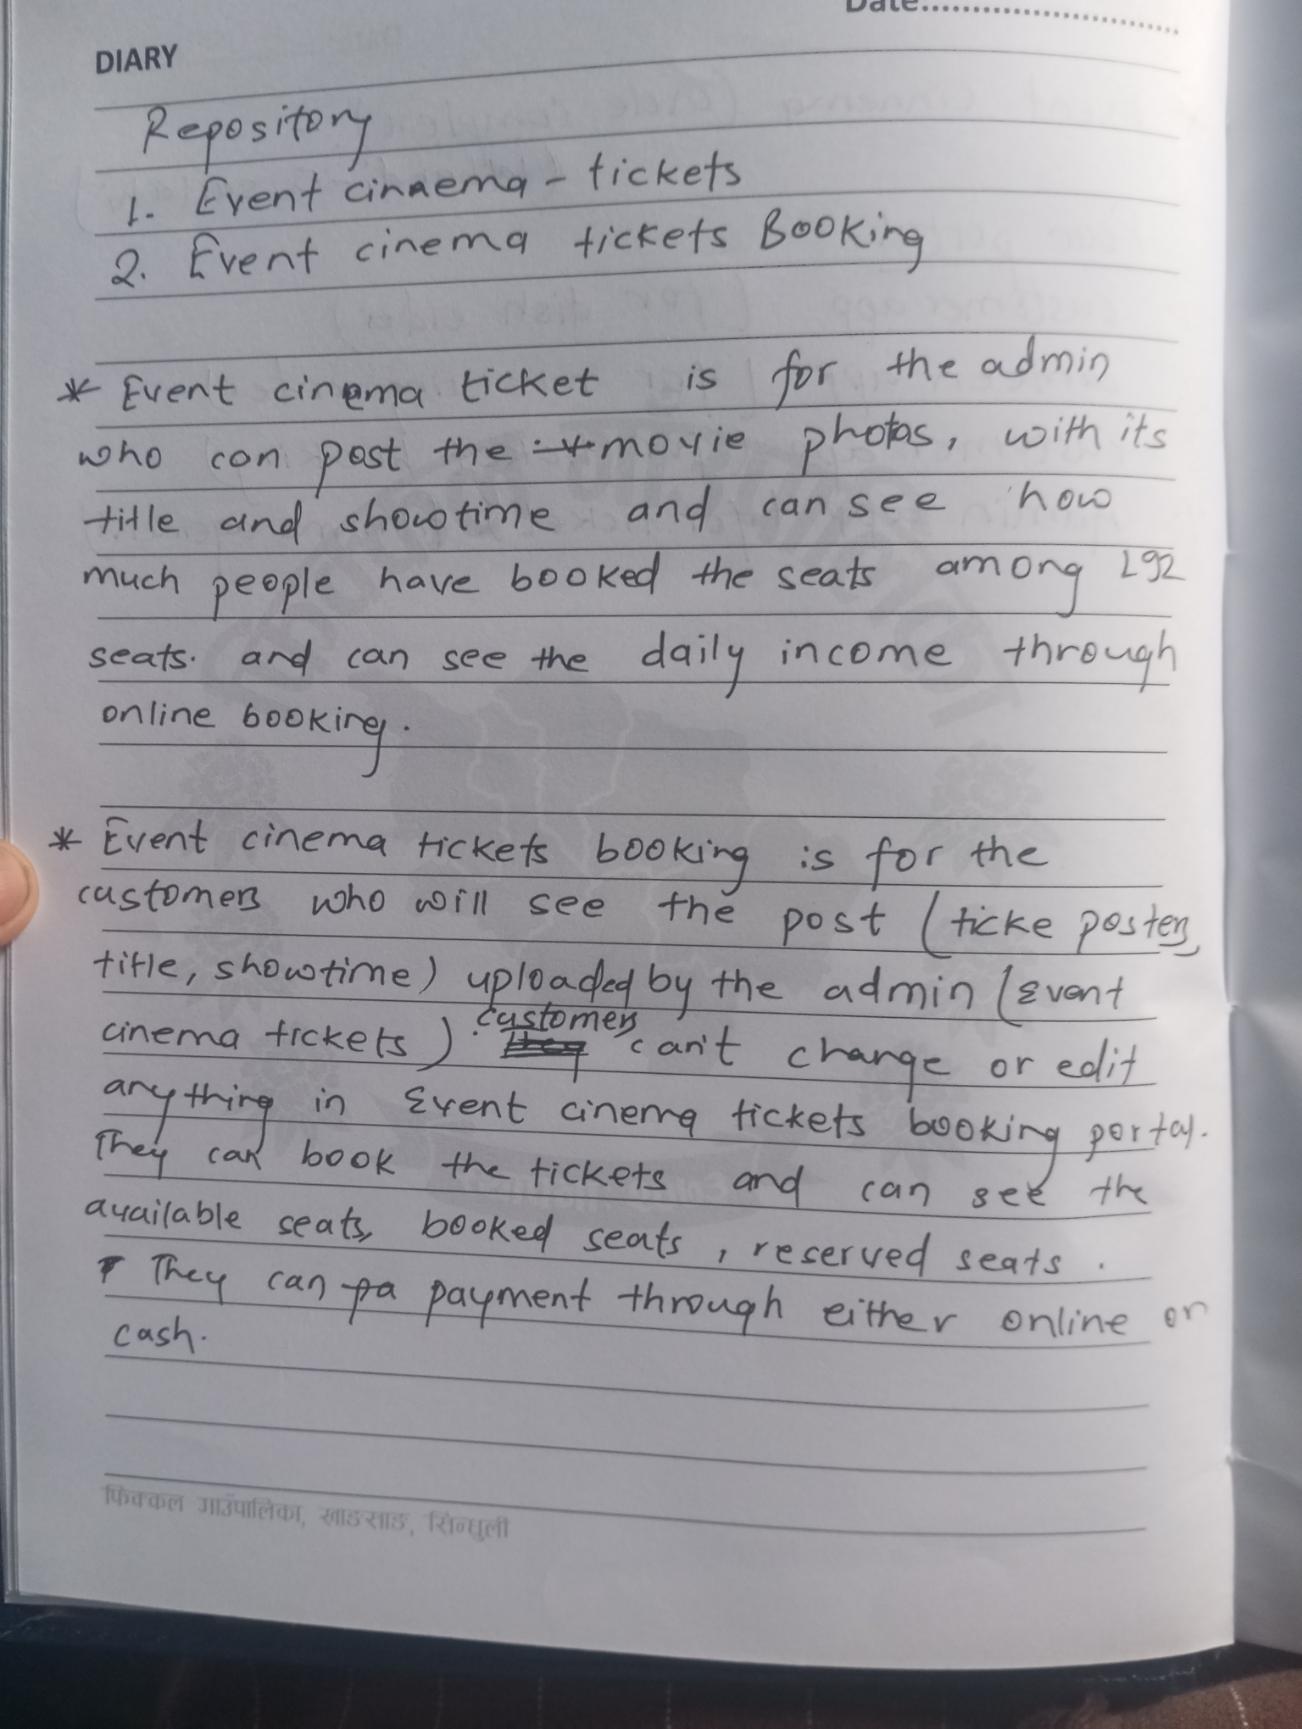 Date..............................
DIARY
Repository
1. Event cinaema - tickets
2. Event cinema tickets Booking
* Event cinema ticket is for the admin
who can post the movie photos, with its
title and showtime and can see how
much people have booked the seats among 292
seats. and can see the daily income through
online booking.
* Event cinema tickets booking is for the
customers who will see the post (ticke posters,
title, showtime) uploaded by the admin (Event
cinema tickets) customers can't change or edit
anything in Event cinema tickets booking portal.
They can book the tickets and can see the
available seats, booked seats, reserved seats.
They can pa payment through either online or
cash.
फिक्कल गाउँपालिका, खाङसाङ, सिन्धुली